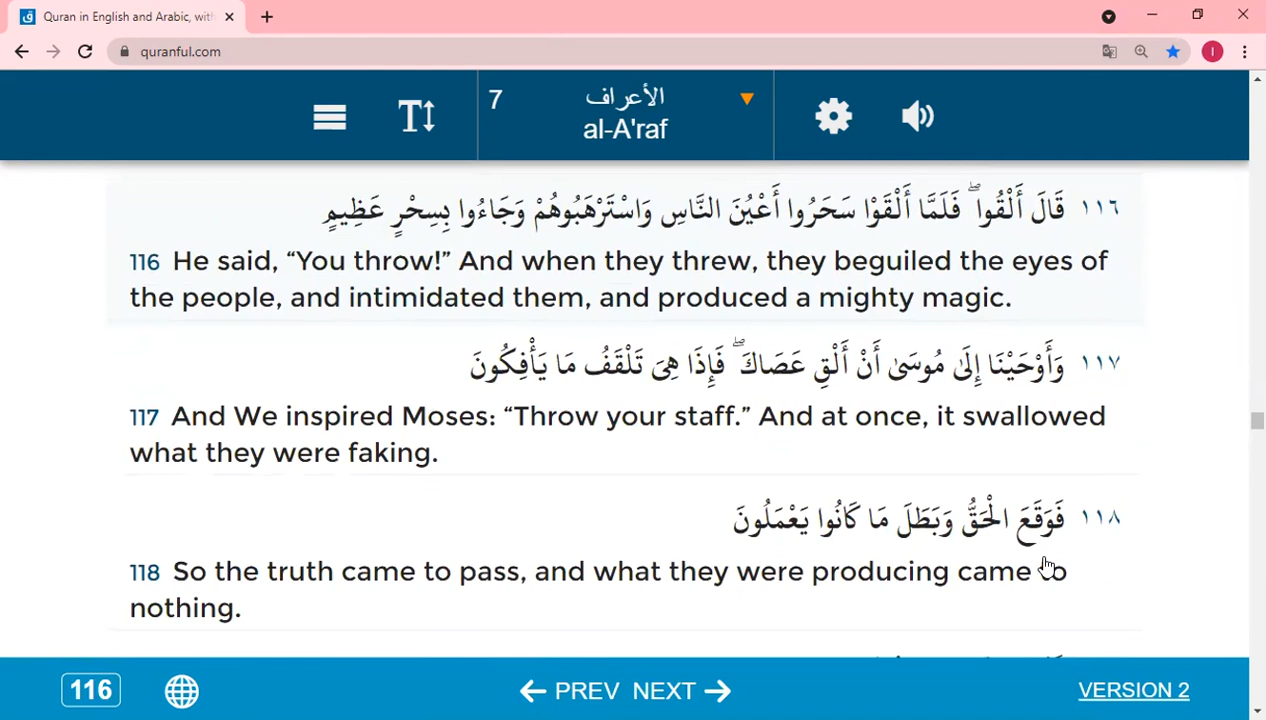 Quran in English and Arabic, with
quranful.com
7
الأعراف
al-A'raf
١١٦ قَالَ أَلْقُوا ۖ فَلَمَّا أَلْقَوْا سَحَرُوا أَعْيُنَ النَّاسِ وَاسْتَرْهَبُوهُمْ وَجَاءُوا بِسِحْرٍ عَظِيمٍ
116 He said, “You throw!” And when they threw, they beguiled the eyes of
the people, and intimidated them, and produced a mighty magic.
١١٧ وَأَوْحَيْنَا إِلَىٰ مُوسَىٰ أَنْ أَلْقِ عَصَاكَ ۖ فَإِذَا هِيَ تَلْقَفُ مَا يَأْفِكُونَ
117 And We inspired Moses: “Throw your staff.” And at once, it swallowed
what they were faking.
١١٨ فَوَقَعَ الْحَقُّ وَبَطَلَ مَا كَانُوا يَعْمَلُونَ
118 So the truth came to pass, and what they were producing came to
nothing.
116
PREV NEXT
VERSION 2